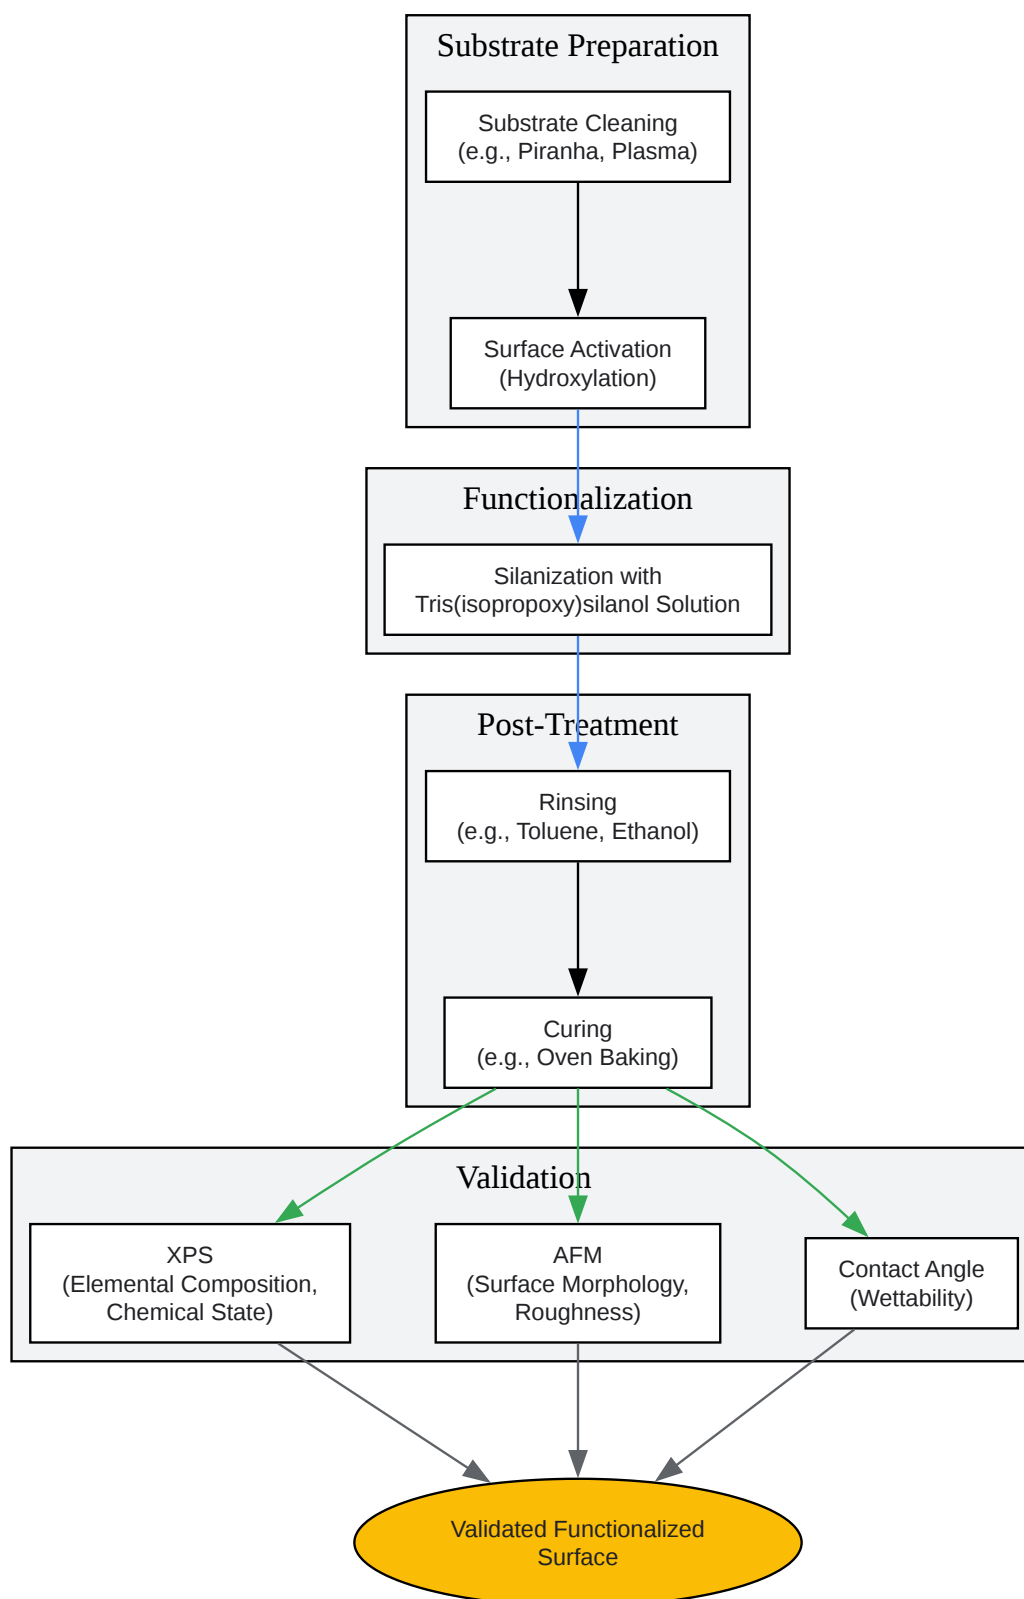 Substrate Preparation
Substrate Cleaning
(e.g., Piranha, Plasma)
Surface Activation
(Hydroxylation)
Functionalization
Silanization with
Tris(isopropoxy)silanol Solution
Post-Treatment
Rinsing
(e.g., Toluene, Ethanol)
Curing
(e.g., Oven Baking)
Validation
XPS
(Elemental Composition,
Chemical State)
AFM
(Surface Morphology,
Roughness)
Contact Angle
(Wettability)
Validated Functionalized
Surface